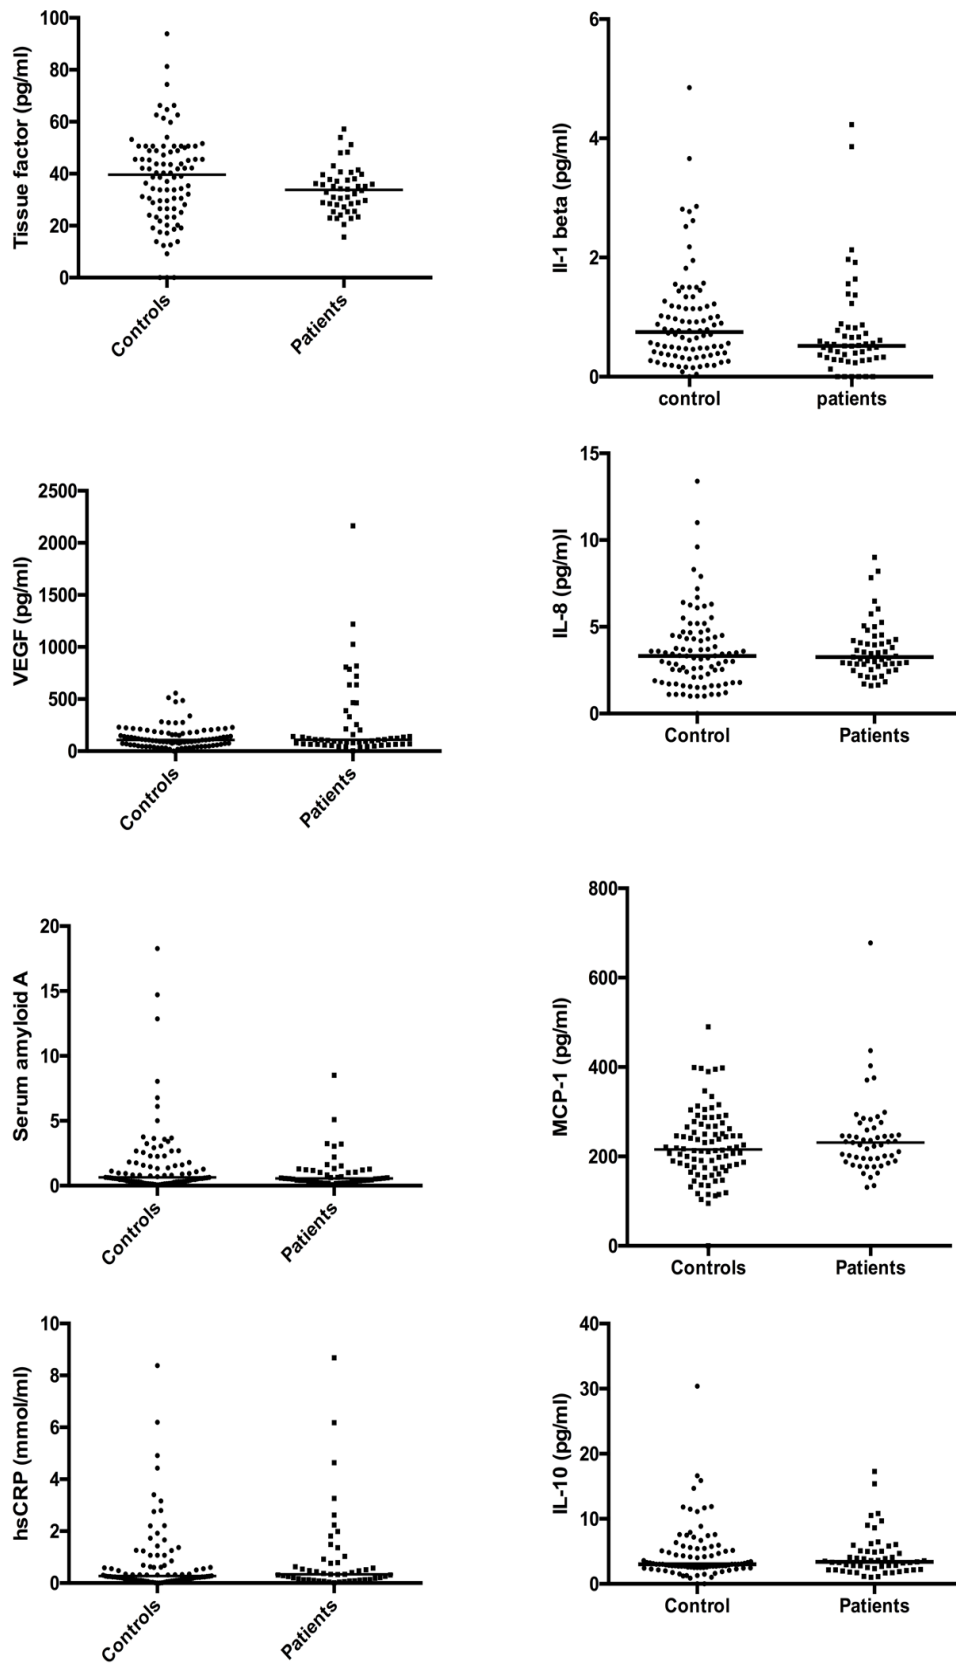 Tissue factor (pg/ml)
100
80
60
40
20
0
Controls
Patients
Il-1 beta (pg/ml)
6
4
2
0
control
patients
VEGF (pg/ml)
2500
2000
1500
1000
500
0
Controls
Patients
IL-8 (pg/m)l
15
10
5
0
Control
Patients
Serum amyloid A
20
15
10
5
0
Controls
Patients
MCP-1 (pg/ml)
800
600
400
200
0
Controls
Patients
hsCRP (mmol/ml)
10
8
6
4
2
0
Controls
Patients
IL-10 (pg/ml)
40
30
20
10
0
Control
Patients